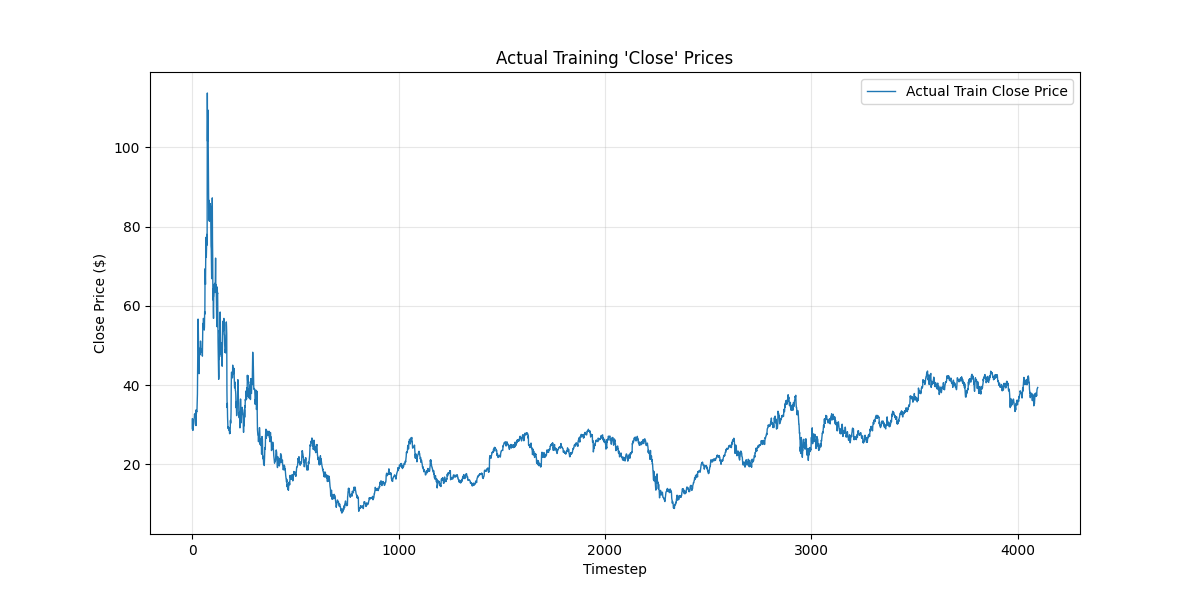 Actual Training 'Close' Prices
Actual Train Close Price
Close Price ($)
100
80
60
40
20
0
1000
2000
3000
4000
Timestep